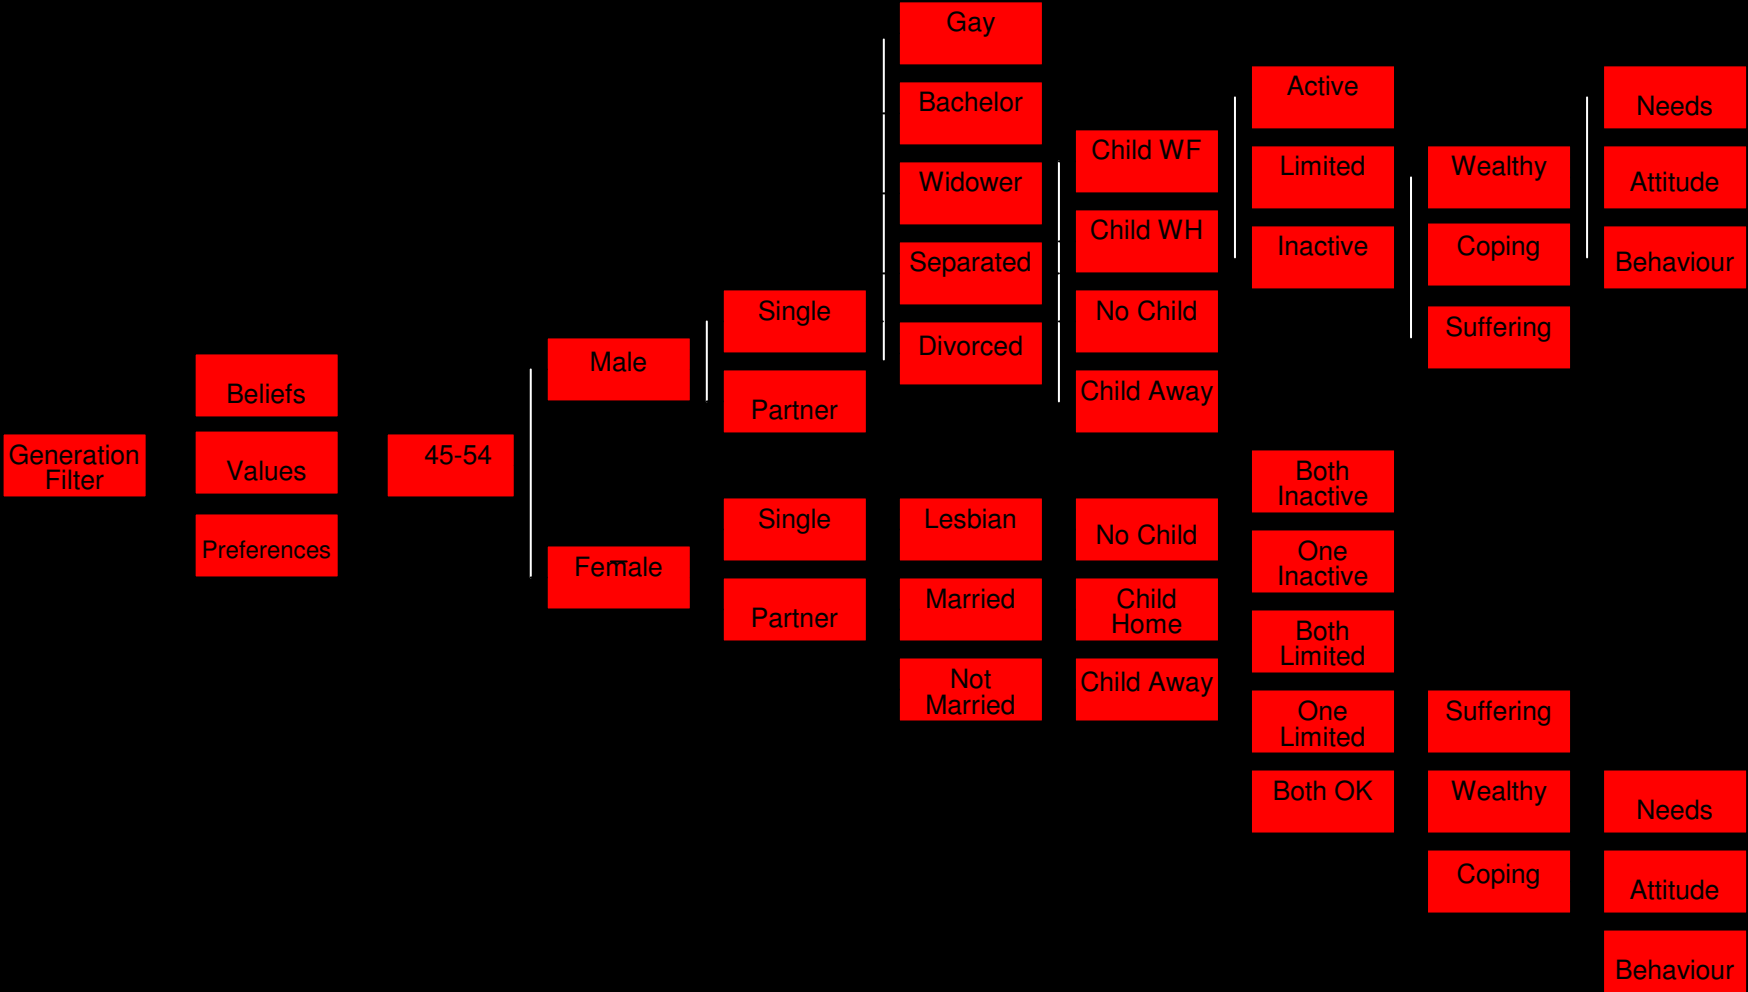 Generation
Filter
Beliefs
Values
Preferences
45-54
Male
Female
Single
Partner
Single
Partner
Gay
Bachelor
Widower
Separated
Divorced
Lesbian
Married
Not
Married
Child WF
Child WH
No Child
Child Away
No Child
Child
Home
Child Away
Active
Limited
Inactive
Both
Inactive
One
Inactive
Both
Limited
One
Limited
Both OK
Wealthy
Coping
Suffering
Suffering
Wealthy
Coping
Needs
Attitude
Behaviour
Needs
Attitude
Behaviour